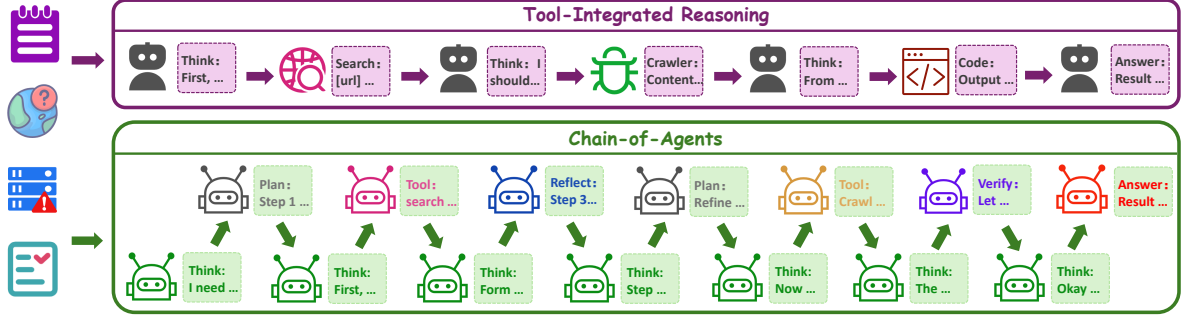 Tool-Integrated Reasoning
Think:
First, ...
Search:
[url] ...
Think: I
should...
Crawler:
Content...
Think:
From ...
</>
Code:
Output ...
Answer:
Result ...
?
Chain-of-Agents
Plan:
Step 1 ...
Tool:
search ...
Reflect:
Step 3...
Plan:
Refine ...
Tool:
Crawl ...
Verify:
Let ...
Answer:
Result ...
Think:
I need ...
Think:
First, ...
Think:
Form ...
Think:
Step ...
Think:
Now ...
Think:
The ...
Think:
Okay ...